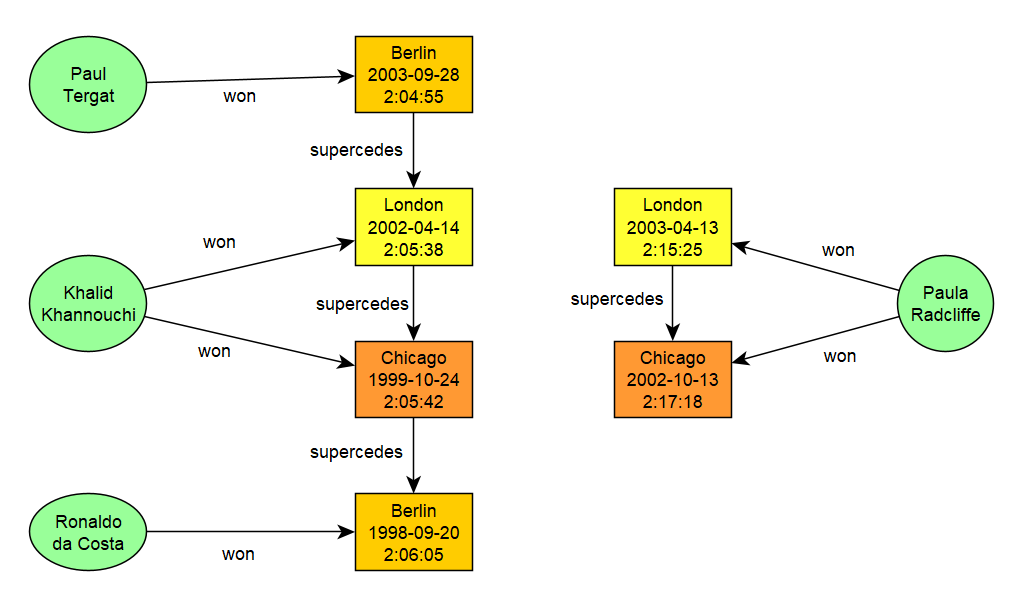 Paul
Tergat
won
Berlin
2003-09-28
2:04:55
supercedes
Khalid
Khannouchi
won
won
London
2002-04-14
2:05:38
supercedes
Chicago
1999-10-24
2:05:42
supercedes
Ronaldo
da Costa
won
Berlin
1998-09-20
2:06:05
London
2003-04-13
2:15:25
supercedes
Chicago
2002-10-13
2:17:18
won
won
Paula
Radcliffe